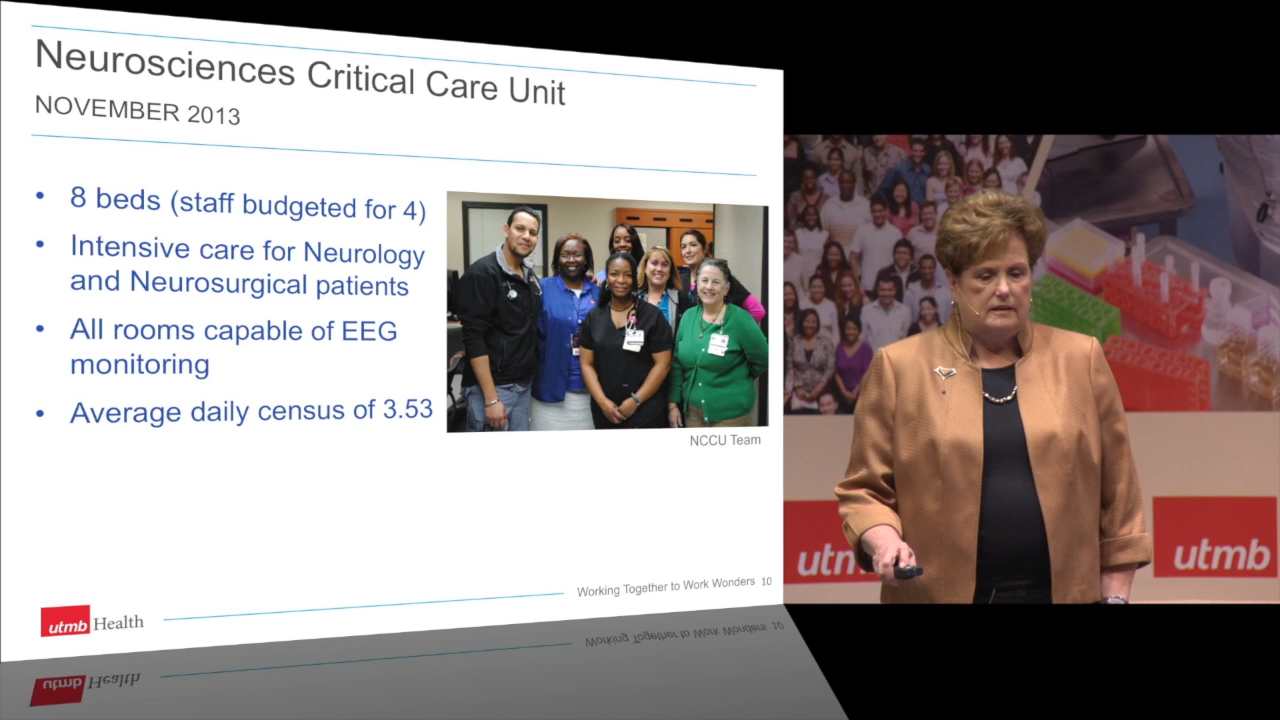 Neurosciences Critical Care Unit
NOVEMBER 2013
• 8 beds (staff budgeted for 4)
• Intensive care for Neurology
and Neurosurgical patients
• All rooms capable of EEG
monitoring
• Average daily census of 3.53
NCCU Team
Working Together to Work Wonders 10
utmb Health
utm
utmb